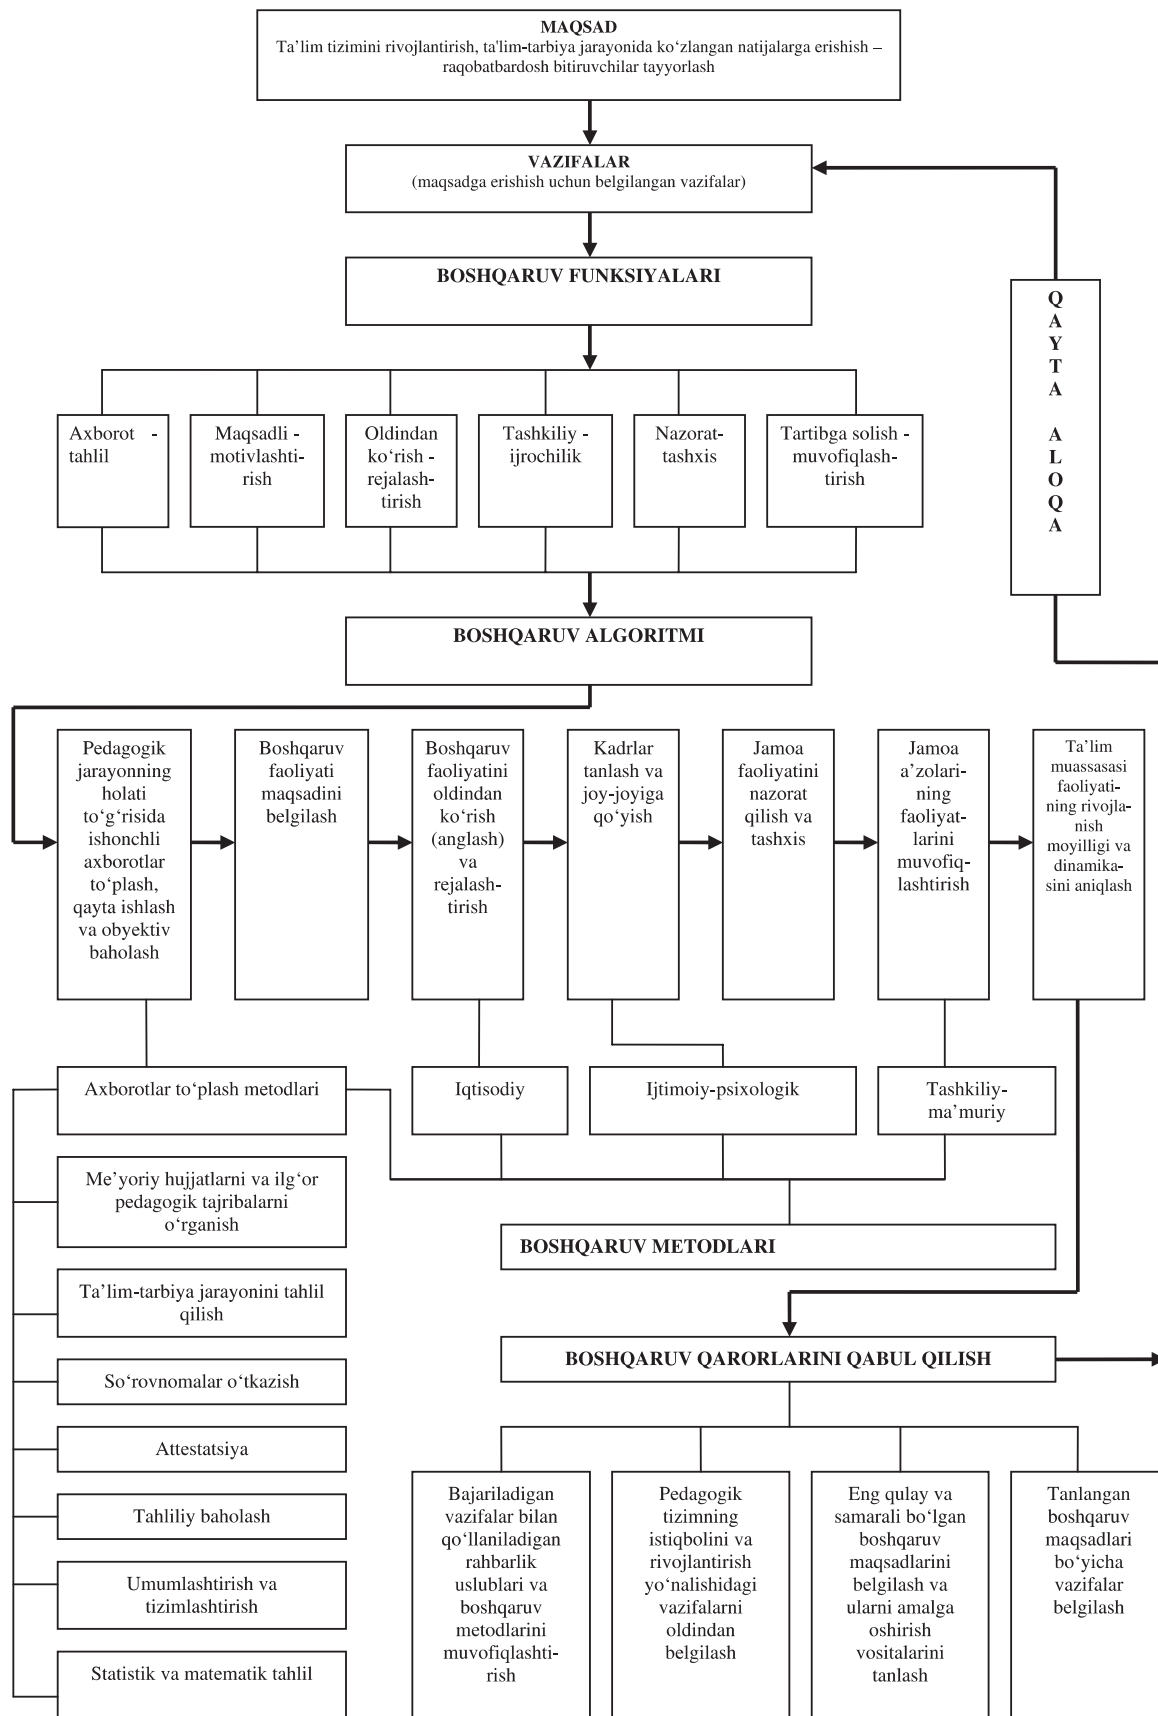 MAQSAD
Ta’lim tizimini rivojlantirish, ta'lim-tarbiya jarayonida ko‘zlangan natijalarga erishish –
raqobatbardosh bitiruvchilar tayyorlash
VAZIFALAR
(maqsadga erishish uchun belgilangan vazifalar)
BOSHQARUV FUNKSIYALARI
Q
A
Y
T
A
A
L
O
Q
A
Axborot -
tahlil
Maqsadli -
motivlashti-
rish
Oldindan
ko‘rish -
rejalash-
tirish
Tashkiliy -
ijrochilik
Nazorat-
tashxis
Tartibga solish -
muvofiqlash-
tirish
BOSHQARUV ALGORITMI
Pedagogik
jarayonning
holati
to‘g‘risida
ishonchli
axborotlar
to‘plash,
qayta ishlash
va obyektiv
baholash
Boshqaruv
faoliyati
maqsadini
belgilash
Boshqaruv
faoliyatini
oldindan
ko‘rish
(anglash)
va
rejalash-
tirish
Kadrlar
tanlash va
joy-joyiga
qo‘yish
Jamoa
faoliyatini
nazorat
qilish va
tashxis
Jamoa
a’zolari-
ning
faoliyat-
larini
muvofiq-
lashtirish
Ta’lim
muassasasi
faoliyati-
ning rivojla-
nish
moyilligi va
dinamika-
sini aniqlash
Axborotlar to‘plash metodlari
Iqtisodiy
Ijtimoiy-psixologik
Tashkiliy-
ma’muriy
Me’yoriy hujjatlarni va ilg‘or
pedagogik tajribalarni
o‘rganish
BOSHQARUV METODLARI
Ta’lim-tarbiya jarayonini tahlil
qilish
BOSHQARUV QARORLARINI QABUL QILISH
So‘rovnomalar o‘tkazish
Attestatsiya
Tahliliy baholash
Umumlashtirish va
tizimlashtirish
Statistik va matematik tahlil
Bajariladigan
vazifalar bilan
qo‘llaniladigan
rahbarlik
uslublari va
boshqaruv
metodlarini
muvofiqlashti-
rish
Pedagogik
tizimning
istiqbolini va
rivojlantirish
yo‘nalishidagi
vazifalarni
oldindan
belgilash
Eng qulay va
samarali bo‘lgan
boshqaruv
maqsadlarini
belgilash va
ularni amalga
oshirish
vositalarini
tanlash
Tanlangan
boshqaruv
maqsadlari
bo‘yicha
vazifalar
belgilash